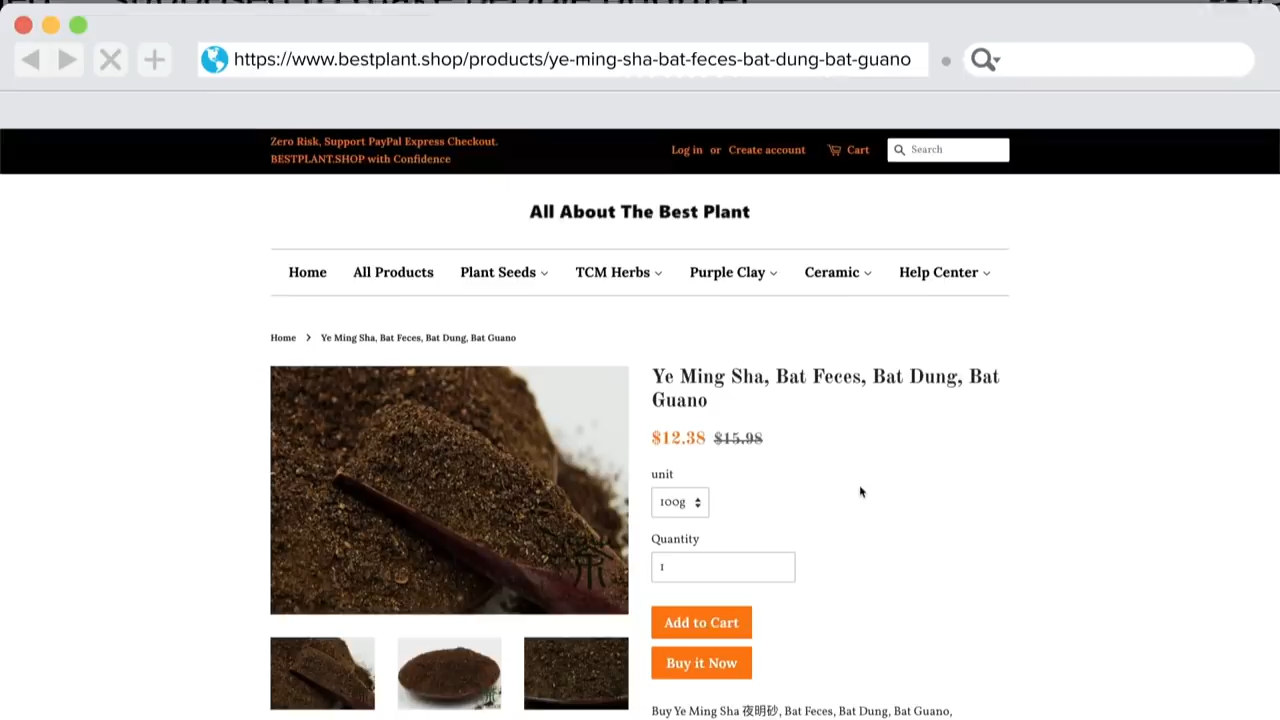 https://www.bestplant.shop/products/ye-ming-sha-bat-feces-bat-dung-bat-guano
Zero Risk, Support PayPal Express Checkout.
BESTPLANT.SHOP with Confidence
Log in or Create account
Cart
Search
All About The Best Plant
Home
All Products
Plant Seeds
TCM Herbs
Purple Clay
Ceramic
Help Center
Home > Ye Ming Sha, Bat Feces, Bat Dung, Bat Guano
Ye Ming Sha, Bat Feces, Bat Dung, Bat
Guano
$12.38 $15.98
unit
100g
Quantity
1
茶
Add to Cart
Buy it Now
Buy Ye Ming Sha 夜明砂, Bat Feces, Bat Dung, Bat Guano,